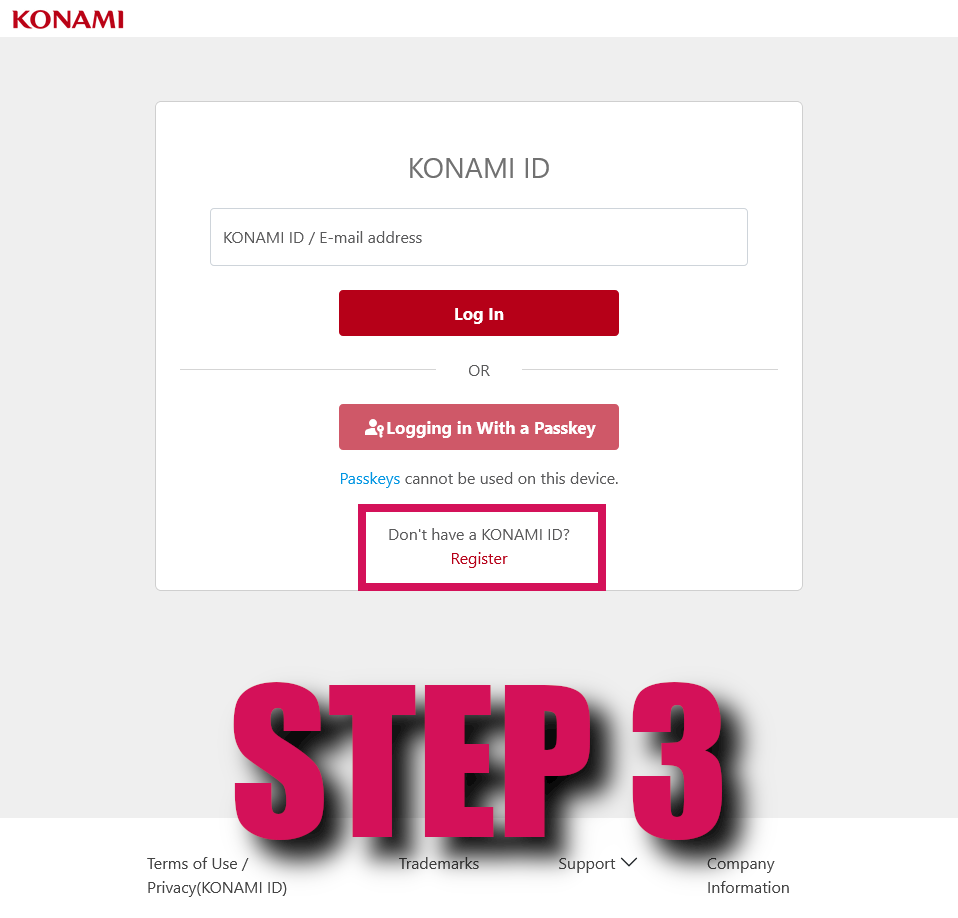 KONAMI
KONAMI ID
KONAMI ID / E-mail address
Log In
OR
Logging in With a Passkey
Passkeys cannot be used on this device.
Don't have a KONAMI ID?
Register
STEP 3
Terms of Use /
Privacy(KONAMI ID)
Trademarks
Support
Company
Information